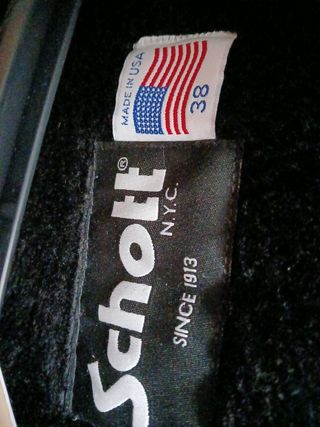 MADE IN USA
38
Schott®
N.Y.C.
SINCE 1913